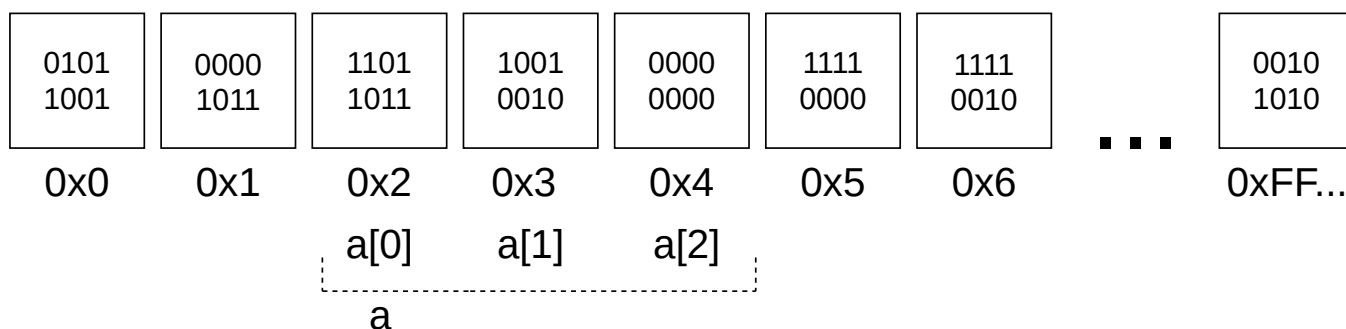 0101 0000 1101 1001 0000 1111 1111 0010
1001 1011 1011 0010 0000 0000 0010 1010
...
0x0 0x1 0x2 0x3 0x4 0x5 0x6 0xFF...
a[0] a[1] a[2]
a